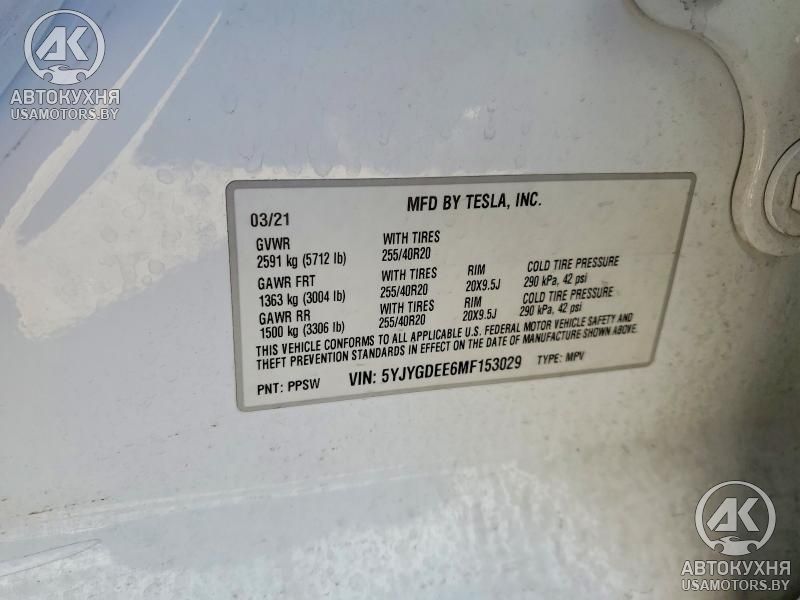 АК
АВТОКУХНЯ
USAMOTORS.BY
MFD BY TESLA, INC.
03/21
GVWR WITH TIRES
2591 kg (5712 lb) 255/40R20
GAWR FRT WITH TIRES RIM COLD TIRE PRESSURE
1363 kg (3004 lb) 255/40R20 20X9.5J 290 kPa, 42 psi
GAWR RR WITH TIRES RIM COLD TIRE PRESSURE
1500 kg (3306 lb) 255/40R20 20X9.5J 290 kPa, 42 psi
THIS VEHICLE CONFORMS TO ALL APPLICABLE U.S. FEDERAL MOTOR VEHICLE SAFETY AND
THEFT PREVENTION STANDARDS IN EFFECT ON THE DATE OF MANUFACTURE SHOWN ABOVE.
PNT: PPSW VIN: 5YJYGDEE6MF153029 TYPE: MPV
АК
АВТОКУХНЯ
USAMOTORS.BY